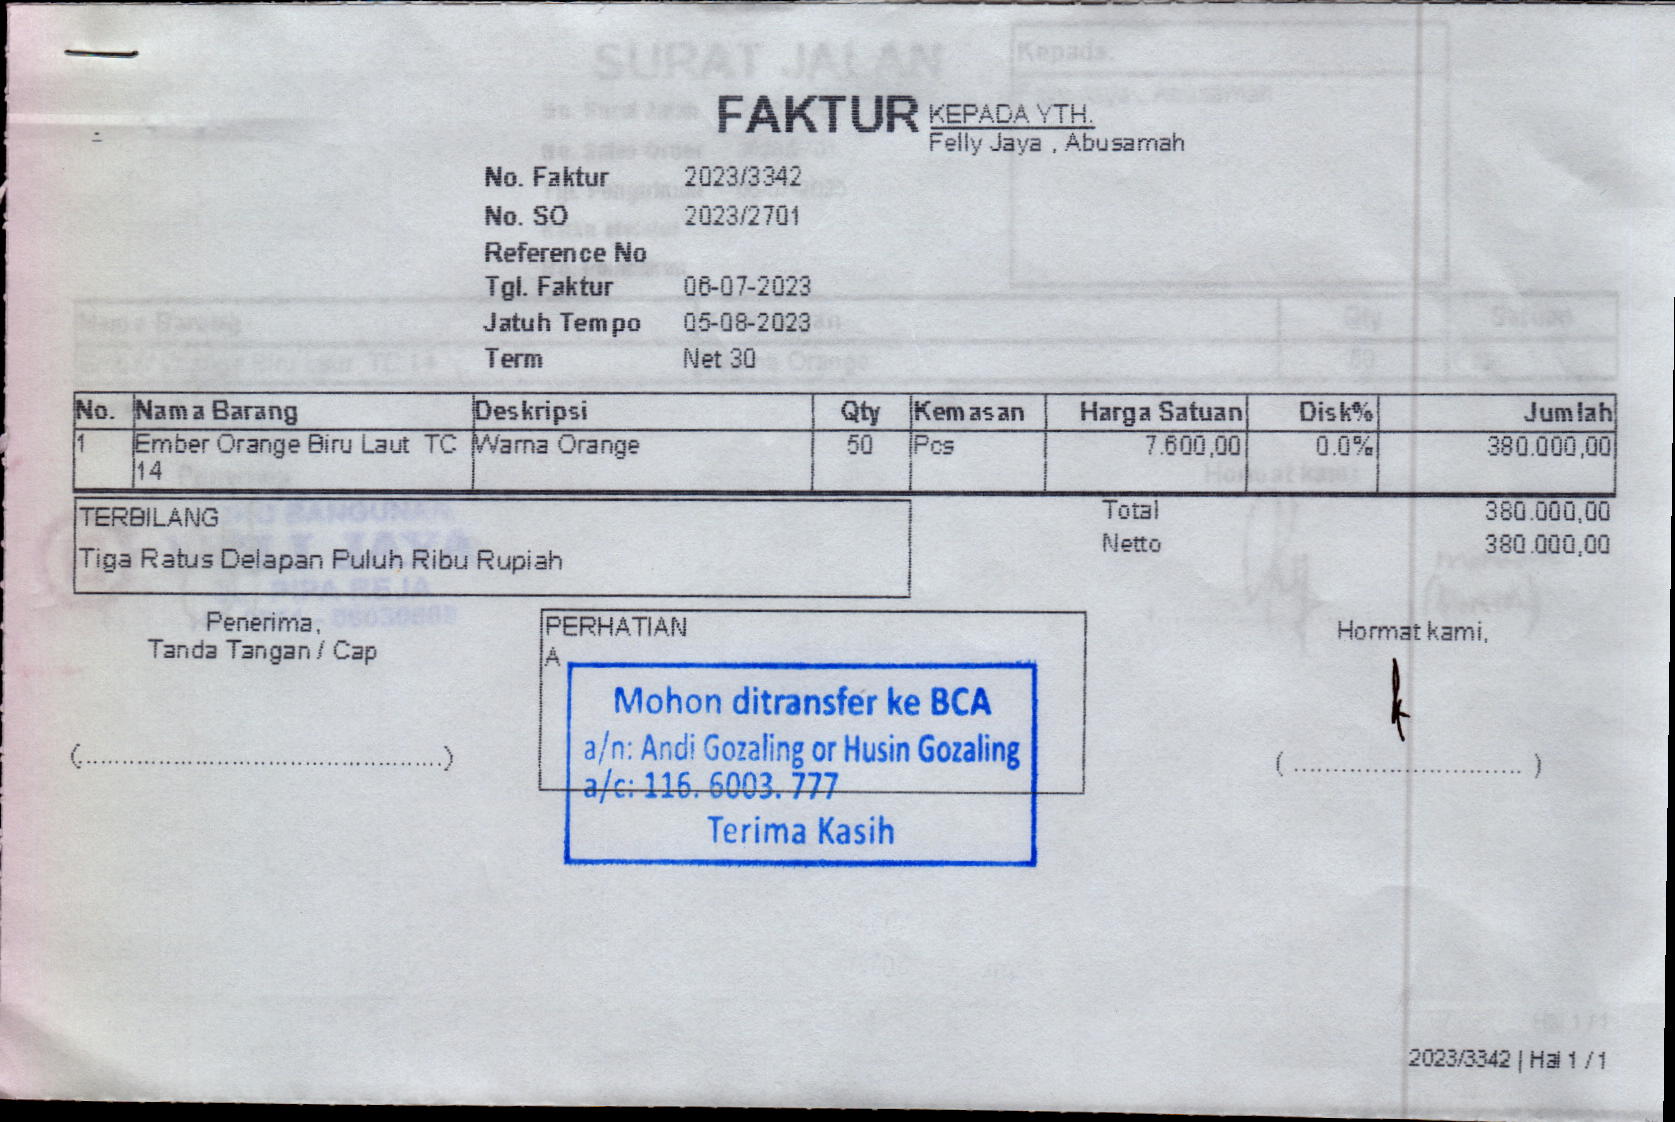 FAKTUR
KEPADA YTH.
Felly Jaya , Abusamah
No. Faktur 2023/3342
No. SO 2023/2701
Reference No
Tgl. Faktur 06-07-2023
Jatuh Tempo 05-08-2023
Term Net 30
No. Nama Barang Deskripsi Qty Kemasan Harga Satuan Disk% Jumlah
1 Ember Orange Biru Laut TC Warna Orange 50 Pcs 7.600,00 0.0% 380.000,00
14
TERBILANG
Tiga Ratus Delapan Puluh Ribu Rupiah
Total 380.000,00
Netto 380.000,00
Penerima,
Tanda Tangan / Cap
(................................................)
PERHATIAN
A
Mohon ditransfer ke BCA
a/n: Andi Gozaling or Husin Gozaling
a/c: 116. 6003. 777
Terima Kasih
Hormat kami,
( .............................. )
2023/3342 | Hal 1 / 1
SURAT JALAN
Kepada.